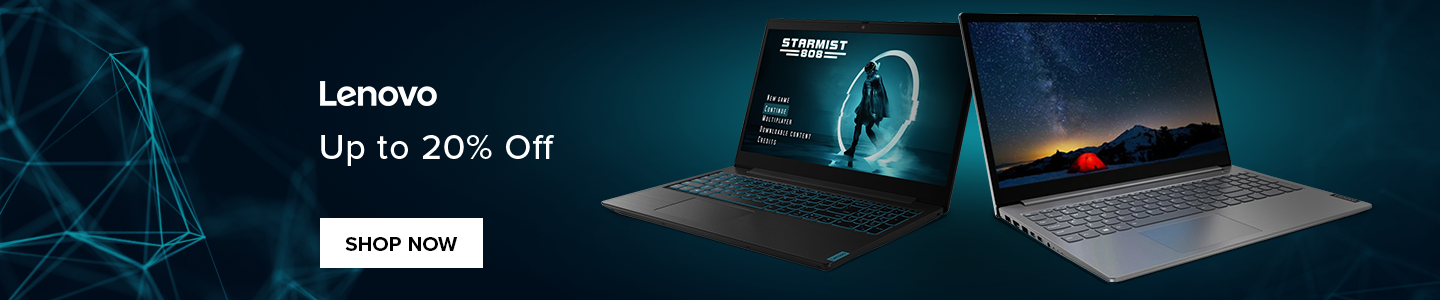 Lenovo
Up to 20% Off
SHOP NOW
STARMIST
808
NEW GAME
CONTINUE
MULTIPLAYER
DOWNLOADABLE CONTENT
CREDITS